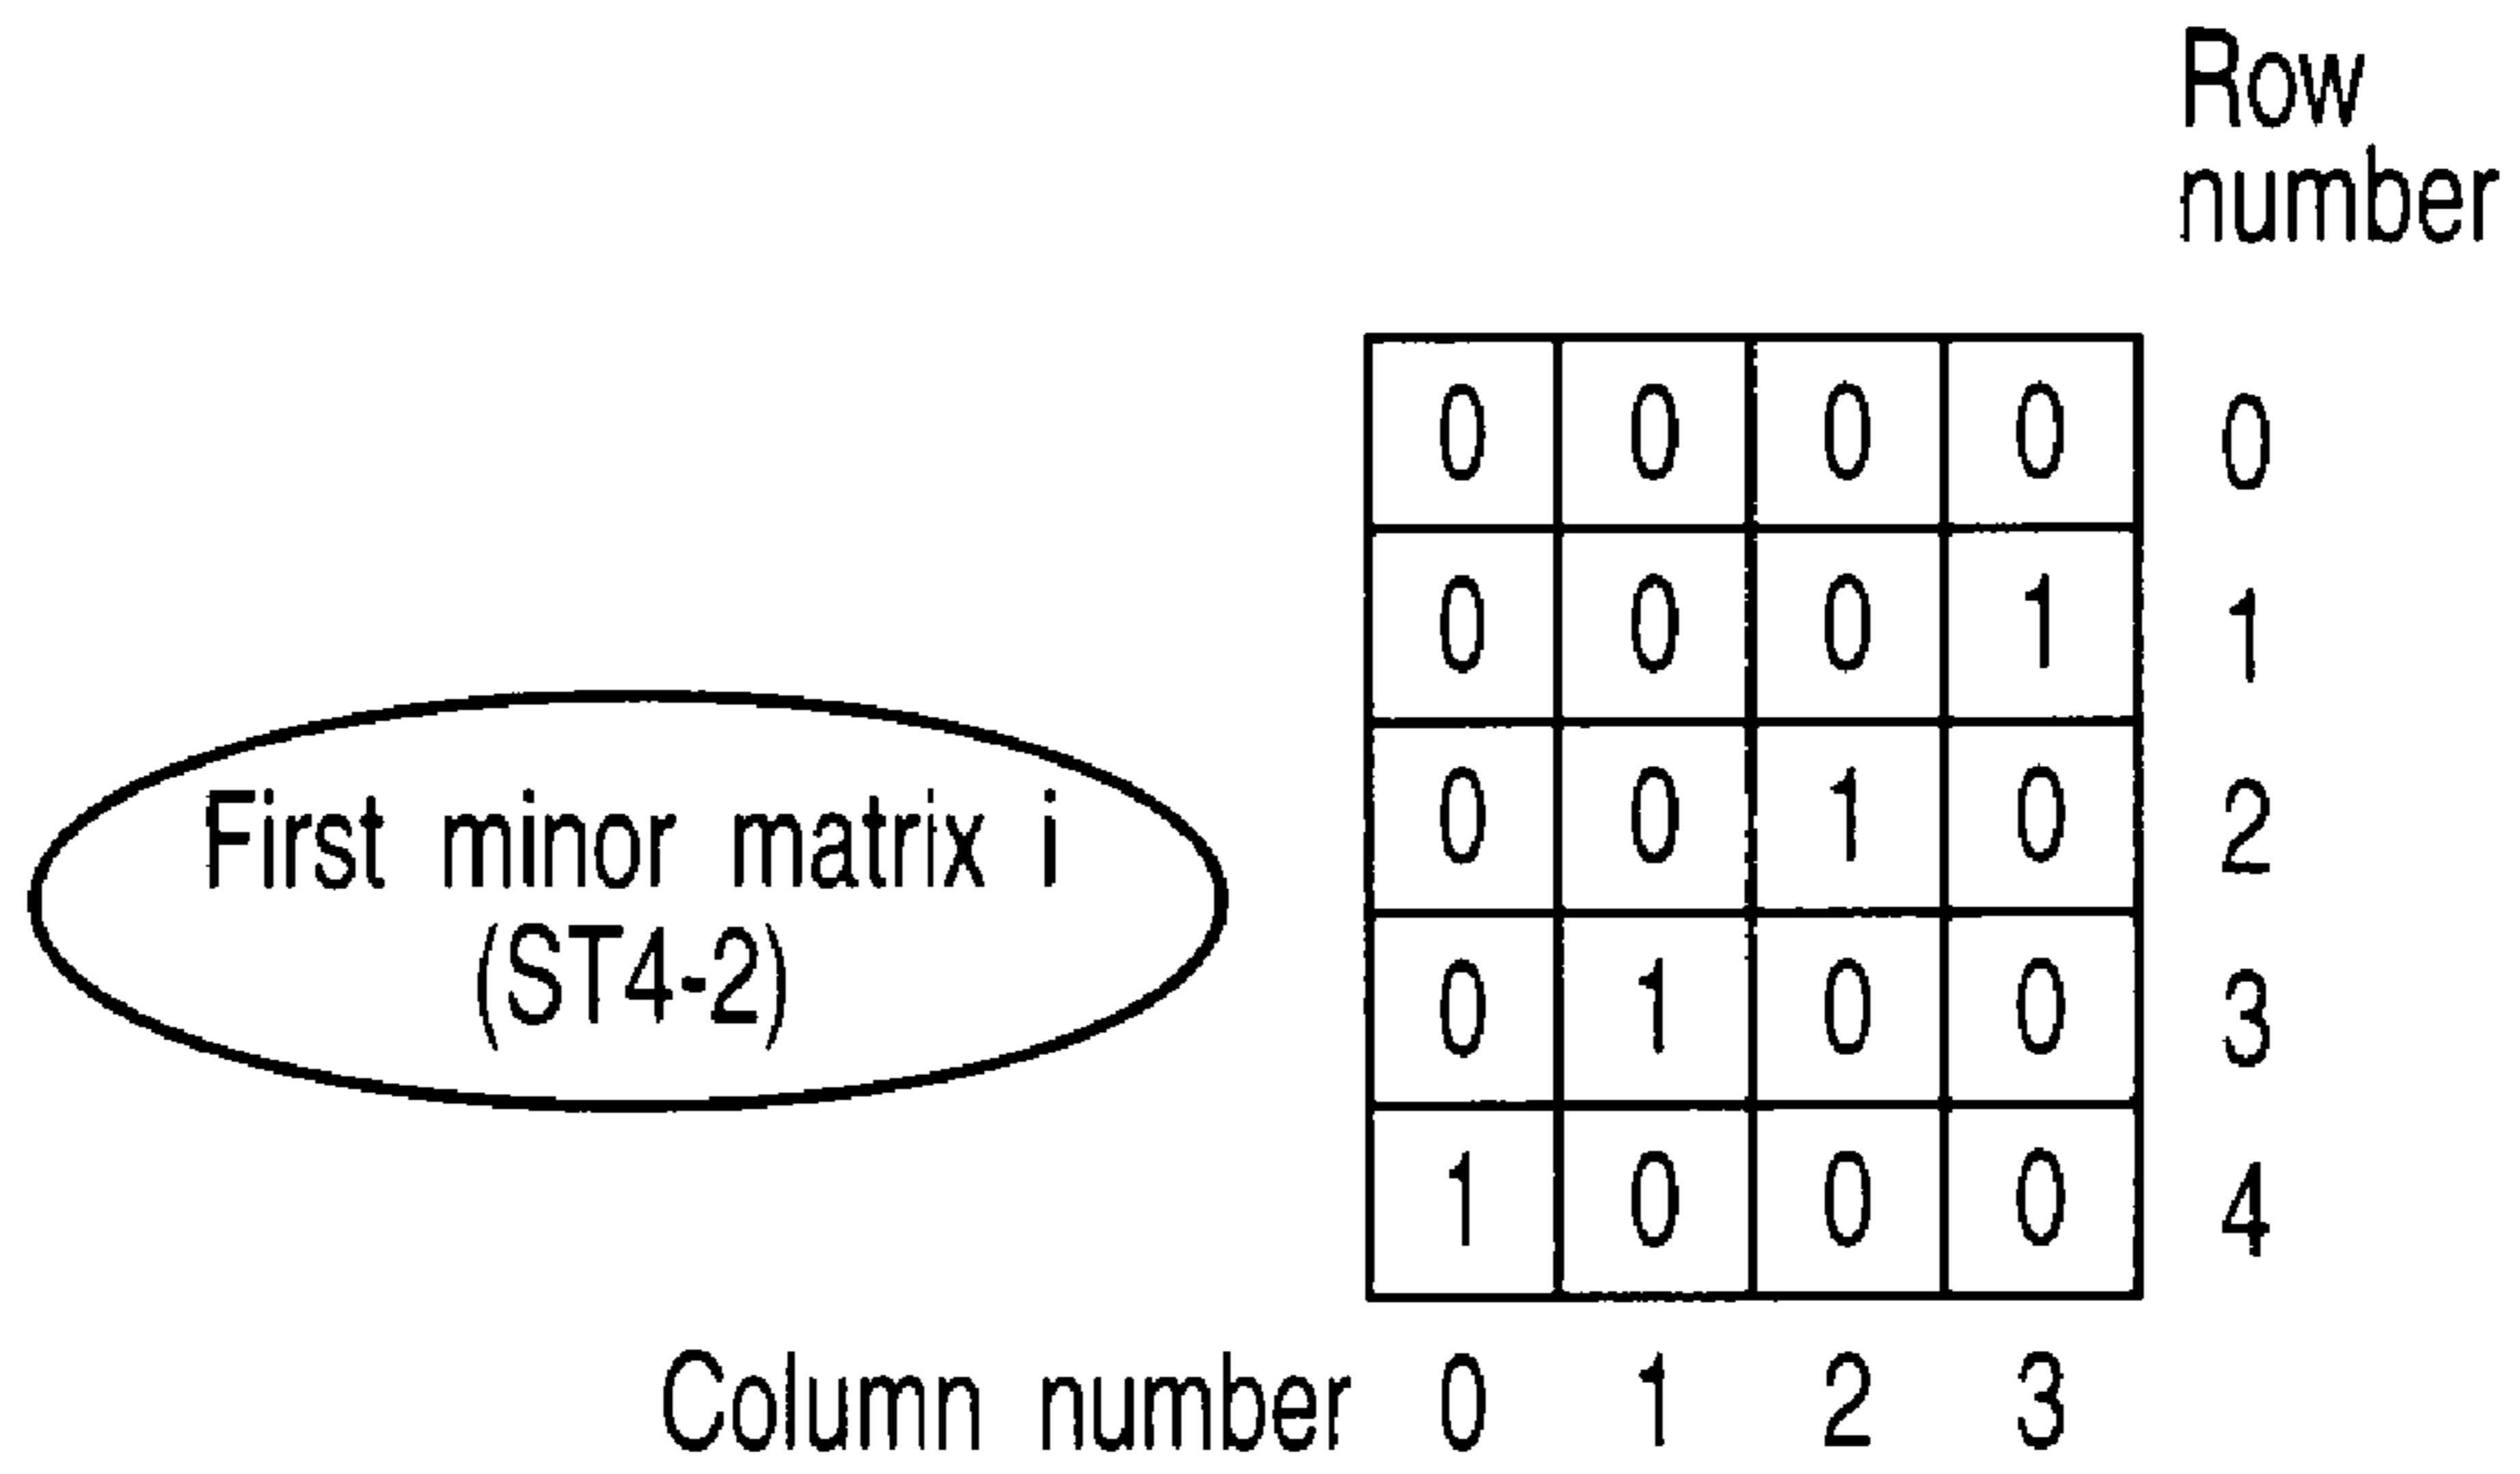 Row
number
0 0 0 0 0
0 0 0 1 1
0 0 1 0 2
First minor matrix i
(ST4-2)
0 1 0 0 3
1 0 0 0 4
Column number 0 1 2 3